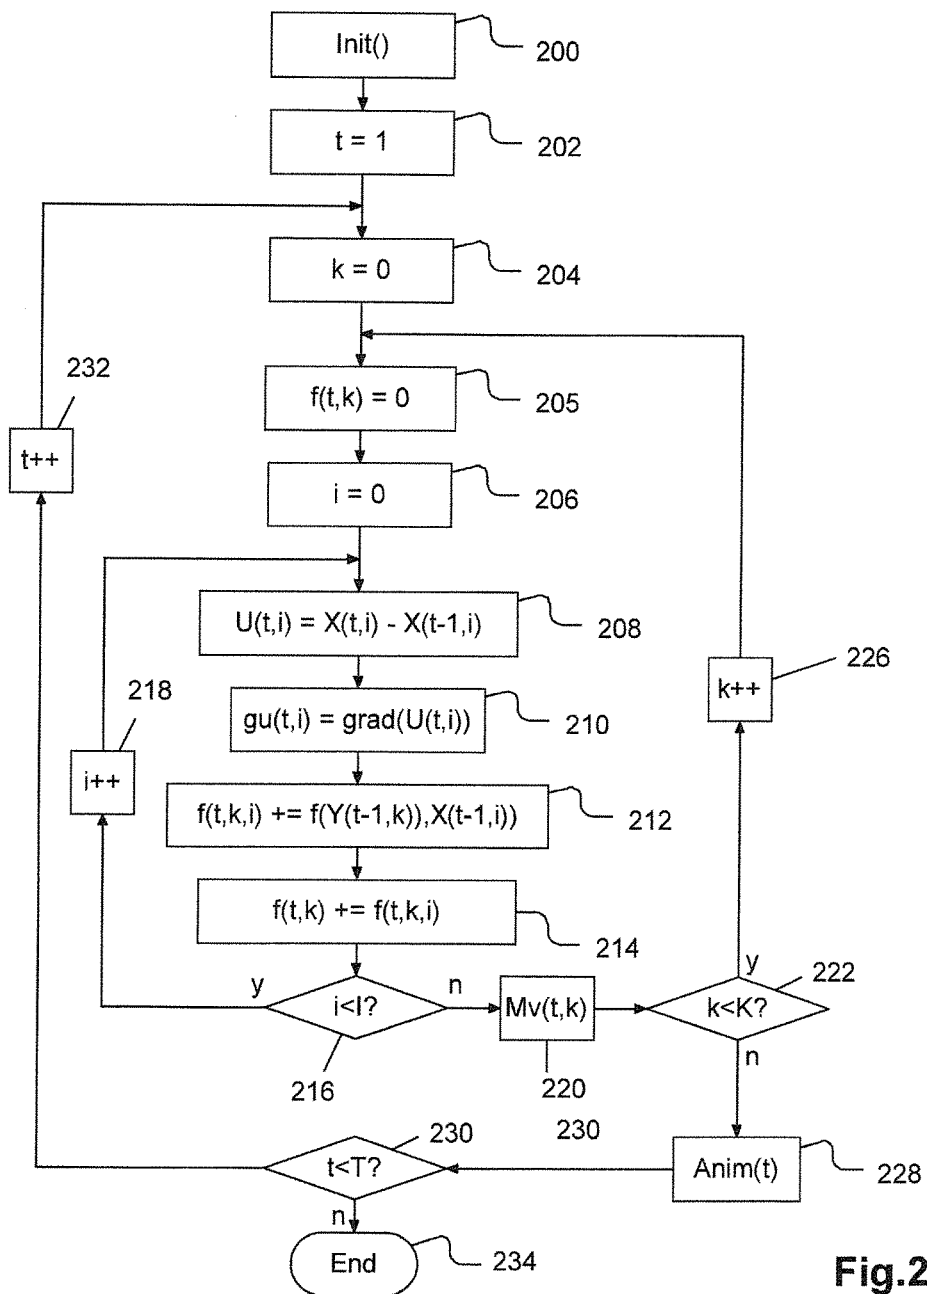 Init()
200
t = 1
202
k = 0
204
232
f(t,k) = 0
205
t++
i = 0
206
U(t,i) = X(t,i) - X(t-1,i)
208
226
k++
218
gu(t,i) = grad(U(t,i))
210
i++
f(t,k,i) += f(Y(t-1,k)),X(t-1,i))
212
f(t,k) += f(t,k,i)
214
y
i<I?
n
Mv(t,k)
y
222
k<K?
n
216
220
230
230
t<T?
Anim(t)
228
n
End
234
Fig.2